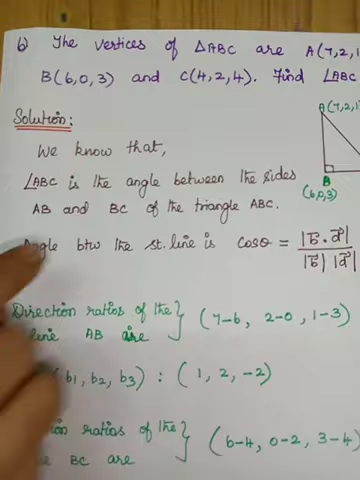 6) The vertices of ΔABC are A(7,2,1
B(6,0,3) and C(4,2,4). Find ∠ABC
Solution:
A(7,2,1
We know that,
∠ABC is the angle between the sides
AB and BC of the triangle ABC.
B
(6,0,3)
Angle btw the st.line is cosθ = |b̅·d̅| / |b̅| |d̅|
Direction ratios of the line AB are } (7-6, 2-0, 1-3)
b₁, b₂, b₃) : (1, 2, -2)
ratios of the BC are } (6-4, 0-2, 3-4)